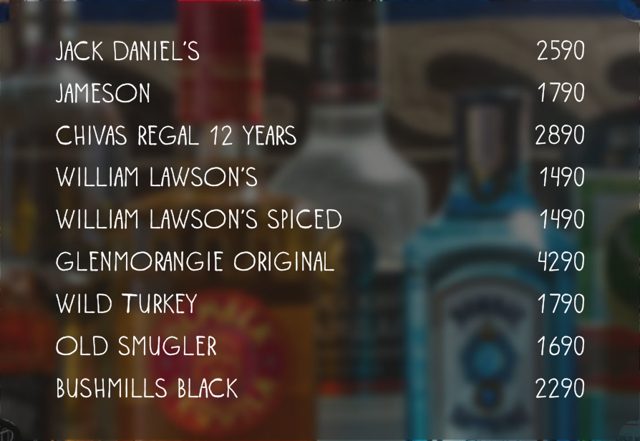 JACK DANIEL'S 2590
JAMESON 1790
CHIVAS REGAL 12 YEARS 2890
WILLIAM LAWSON'S 1490
WILLIAM LAWSON'S SPICED 1490
GLENMORANGIE ORIGINAL 4290
WILD TURKEY 1790
OLD SMUGLER 1690
BUSHMILLS BLACK 2290